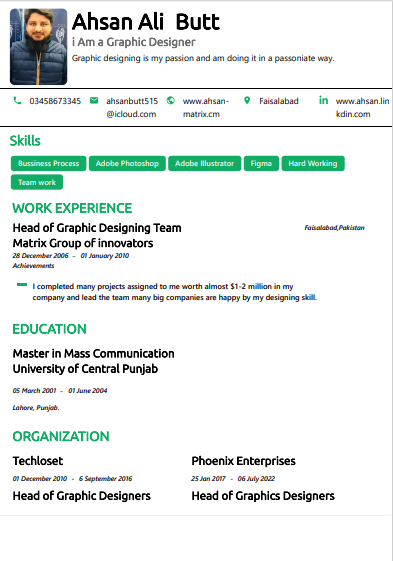 Ahsan Ali Butt
i Am a Graphic Designer
Graphic designing is my passion and am doing it in a passoniate way.
03458673345
ahsanbutt515
@icloud.com
www.ahsan-
matrix.cm
Faisalabad
in
www.ahsan.lin
kdin.com
Skills
Bussiness Process
Adobe Photoshop
Adobe Illustrator
Figma
Hard Working
Team work
WORK EXPERIENCE
Head of Graphic Designing Team
Faisalabad,Pakistan
Matrix Group of innovators
28 December 2006 - 01 January 2010
Achievements
I completed many projects assigned to me worth almost $1-2 million in my
company and lead the team many big companies are happy by my designing skill.
EDUCATION
Master in Mass Communication
University of Central Punjab
05 March 2001 - 01 June 2004
Lahore, Punjab.
ORGANIZATION
Techloset
01 December 2010 - 6 September 2016
Head of Graphic Designers
Phoenix Enterprises
25 Jan 2017 - 06 July 2022
Head of Graphics Designers